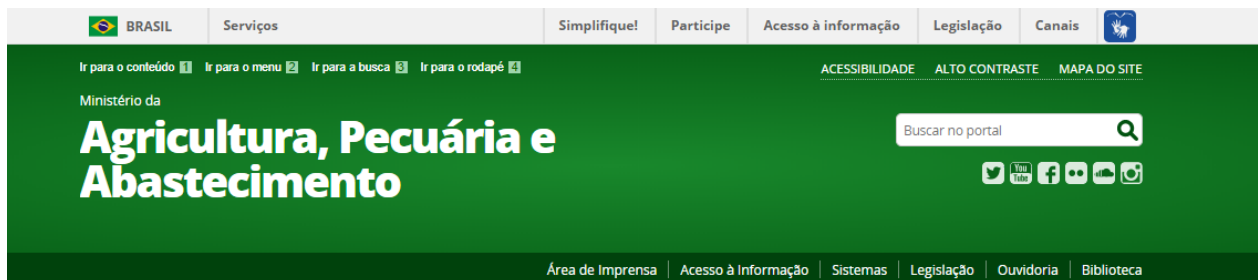 BRASIL Serviços Simplifique! Participe Acesso à informação Legislação Canais
Ir para o conteúdo 1 Ir para o menu 2 Ir para a busca 3 Ir para o rodapé 4 ACESSIBILIDADE ALTO CONTRASTE MAPA DO SITE
Ministério da
Agricultura, Pecuária e
Abastecimento
Buscar no portal
You Tube
Área de Imprensa Acesso à Informação Sistemas Legislação Ouvidoria Biblioteca